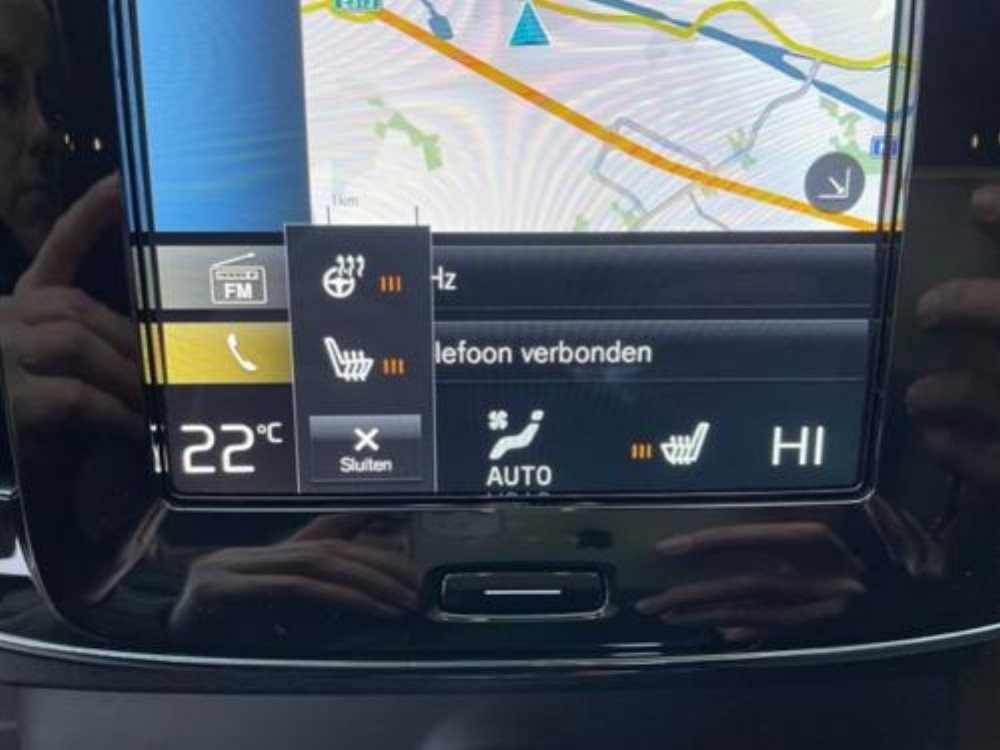 1km
FM
Hz
lefoon verbonden
22°C
Sluiten
AUTO
HI